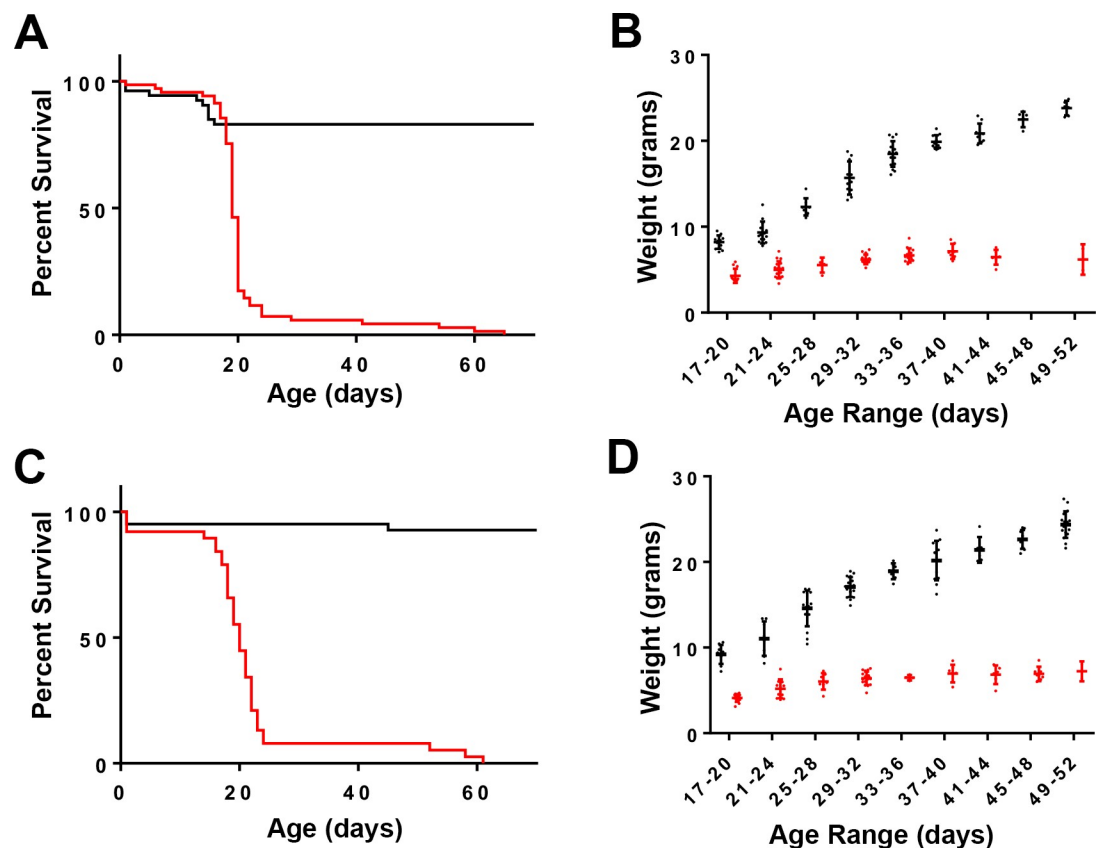 A
Percent Survival
100
50
0
0 20 40 60
Age (days)
B
Weight (grams)
30
20
10
0
17-20 21-24 25-28 29-32 33-36 37-40 41-44 45-48 49-52
Age Range (days)
C
Percent Survival
100
50
0
0 20 40 60
Age (days)
D
Weight (grams)
30
20
10
0
17-20 21-24 25-28 29-32 33-36 37-40 41-44 45-48 49-52
Age Range (days)